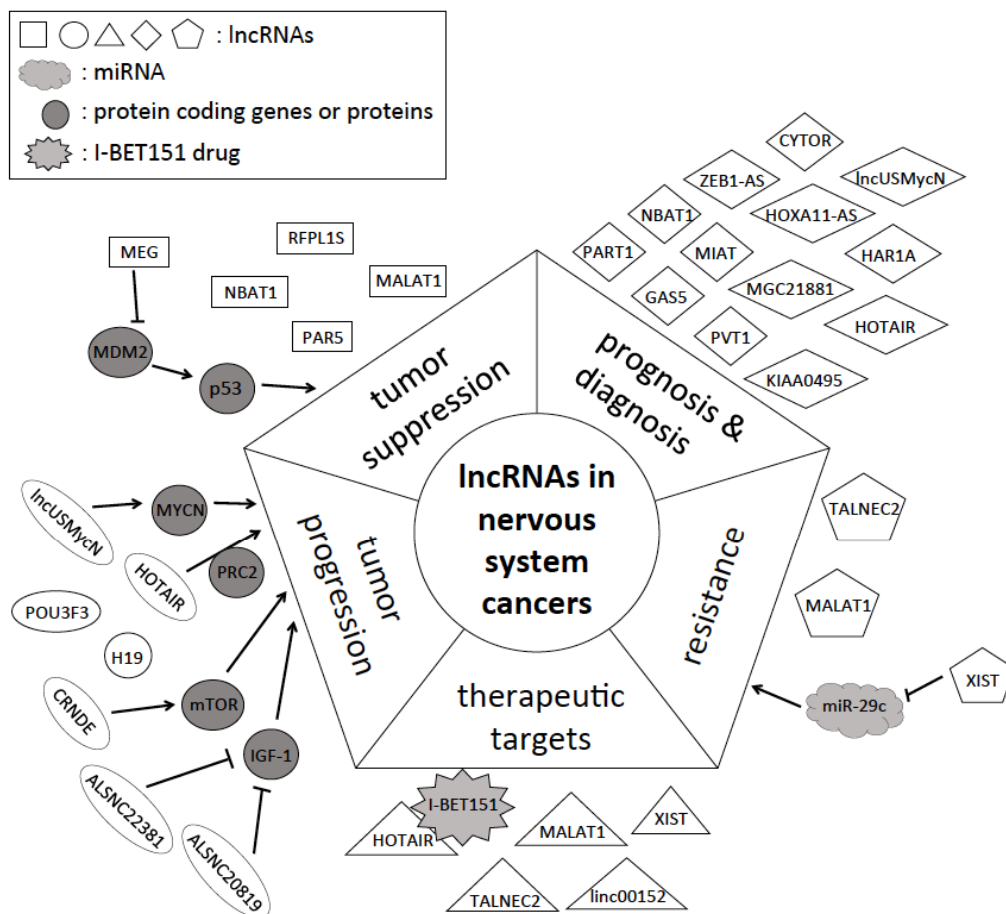 : lncRNAs
: miRNA
: protein coding genes or proteins
: I-BET151 drug
MEG
RFPL1S
NBAT1
MALAT1
PAR5
MDM2
p53
CYTOR
ZEB1-AS
lncUSMycN
NBAT1
HOXA11-AS
PART1
MIAT
HAR1A
GAS5
MGC21881
PVT1
HOTAIR
KIAA0495
tumor
suppression
prognosis &
diagnosis
lncRNAs in
nervous
system
cancers
tumor
progression
resistance
therapeutic
targets
lncUSMycN
MYCN
HOTAIR
PRC2
POU3F3
H19
CRNDE
mTOR
IGF-1
ALSNC22381
ALSNC20819
TALNEC2
MALAT1
XIST
miR-29c
I-BET151
HOTAIR
MALAT1
XIST
TALNEC2
linc00152